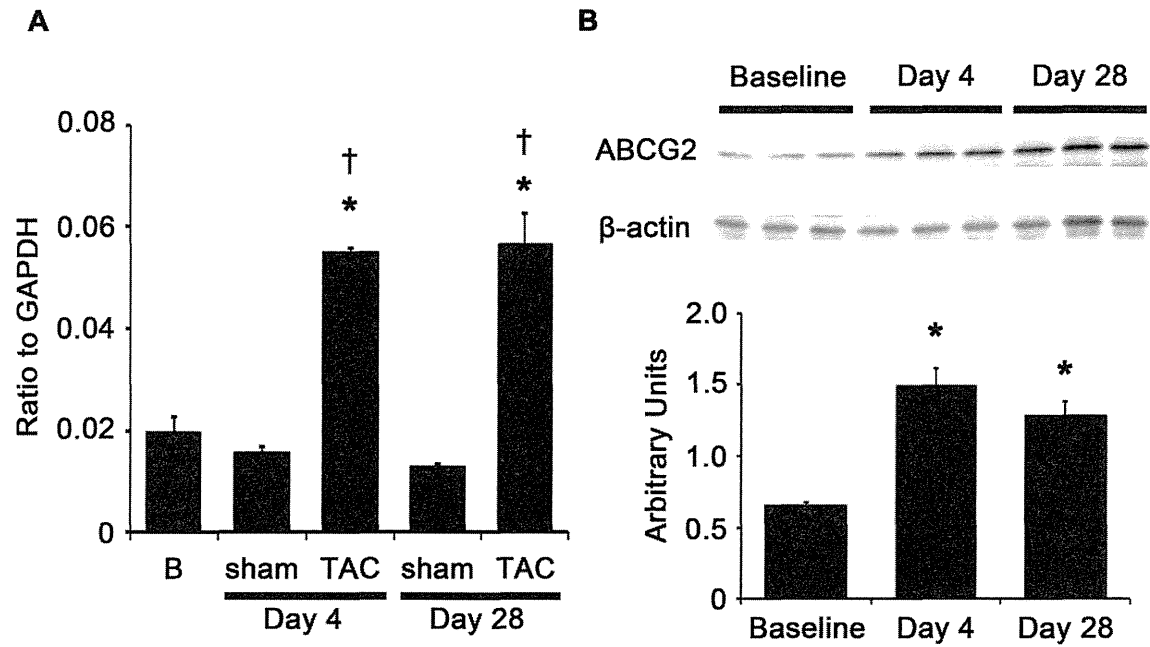 A
Ratio to GAPDH
0.08
0.06
0.04
0.02
0
†
*
†
*
B
sham
TAC
sham
TAC
Day 4
Day 28
B
Baseline
Day 4
Day 28
ABCG2
β-actin
Arbitrary Units
2.0
1.5
1.0
0.5
0
*
*
Baseline
Day 4
Day 28